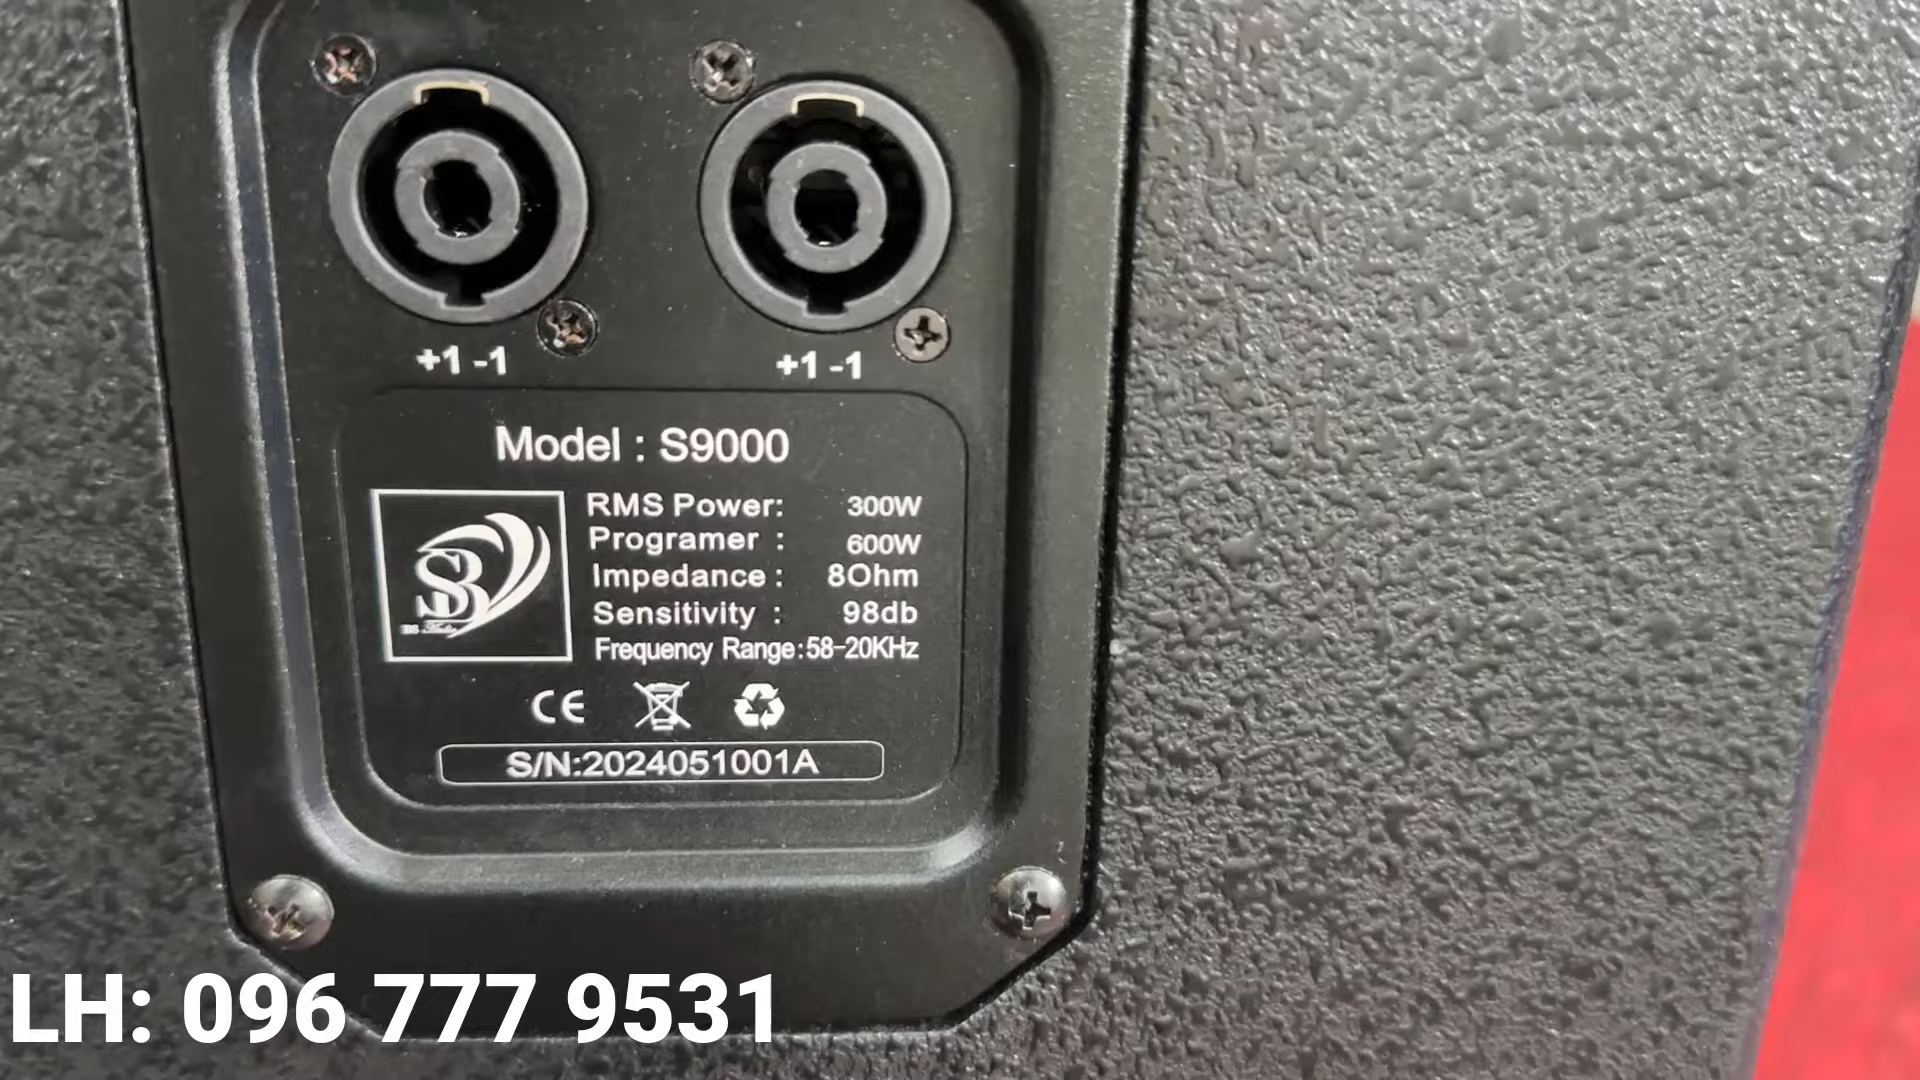 +1 -1
+1 -1
Model : S9000
RMS Power: 300W
Programer : 600W
Impedance : 8Ohm
Sensitivity : 98db
Frequency Range:58-20KHz
SB
CE
S/N:2024051001A
LH: 096 777 9531